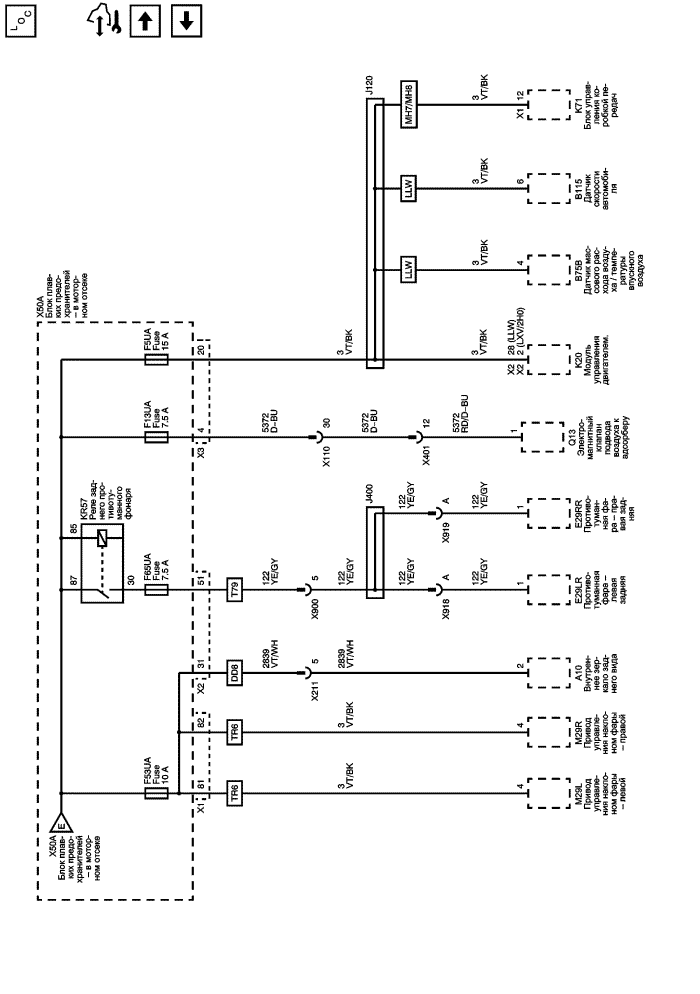 LOC
X50A
Блок плав-
ких предо-
хранителей
– в мотор-
ном отсеке
F5UA
Fuse
15 A
20
3
VT/BK
J120
MH7/MH8
3
VT/BK
X1 12
K71
Блок управ-
ления ко-
робкой пе-
редач
LLW
3
VT/BK
6
B115
Датчик
скорости
автомоби-
ля
LLW
3
VT/BK
4
B75B
Датчик мас-
сового рас-
хода возду-
ха / темпе-
ратуры
впускного
воздуха
3
VT/BK
X2 28 (LLW)
X2 2 (LXV/2H0)
K20
Модуль
управления
двигателем.
F13UA
Fuse
7.5 A
X3 4
5372
D-BU
X110 30
5372
D-BU
X401 12
5372
RD/D-BU
1
Q13
Электро-
магнитный
клапан
подвода
воздуха к
адсорберу
KR57
Реле зад-
него про-
тивоту-
манного
фонаря
85
87
30
F65UA
Fuse
7.5 A
51
T79
122
YE/GY
X900 5
122
YE/GY
J400
122
YE/GY
X919 A
122
YE/GY
1
E29RR
Противо-
туман-
ная фа-
ра – пра-
вая зад-
няя
122
YE/GY
X918 A
122
YE/GY
1
E29LR
Противо-
туманная
фара –
левая
задняя
X2 31
DD8
2839
VT/WH
X211 5
2839
VT/WH
2
A10
Внутрен-
нее зер-
кало зад-
него вида
82
TR6
3
VT/BK
4
M29R
Привод
управле-
ния накло-
ном фары
– правой
F53UA
Fuse
10 A
X1 81
TR6
3
VT/BK
4
M29L
Привод
управле-
ния накло-
ном фары
– левой
E
X50A
Блок плав-
ких предо-
хранителей
– в мотор-
ном отсеке